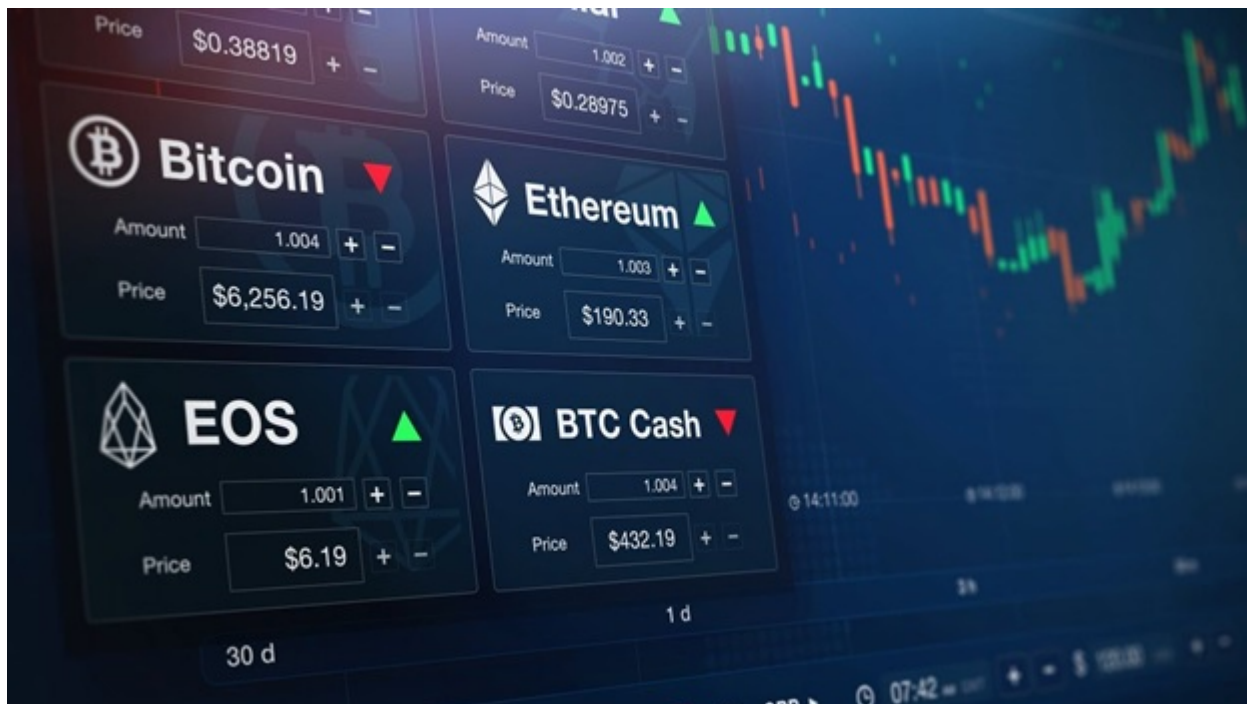 Price $0.38819 + -
Amount 1.002 + -
Price $0.28975 + -
Bitcoin
Amount 1.004 + -
Price $6,256.19 + -
Ethereum
Amount 1.003 + -
Price $190.33 + -
EOS
Amount 1.001 + -
Price $6.19 + -
BTC Cash
Amount 1.004 + -
Price $432.19 + -
14:11:00
30 d
1 d
3 h
07:42
+ - $